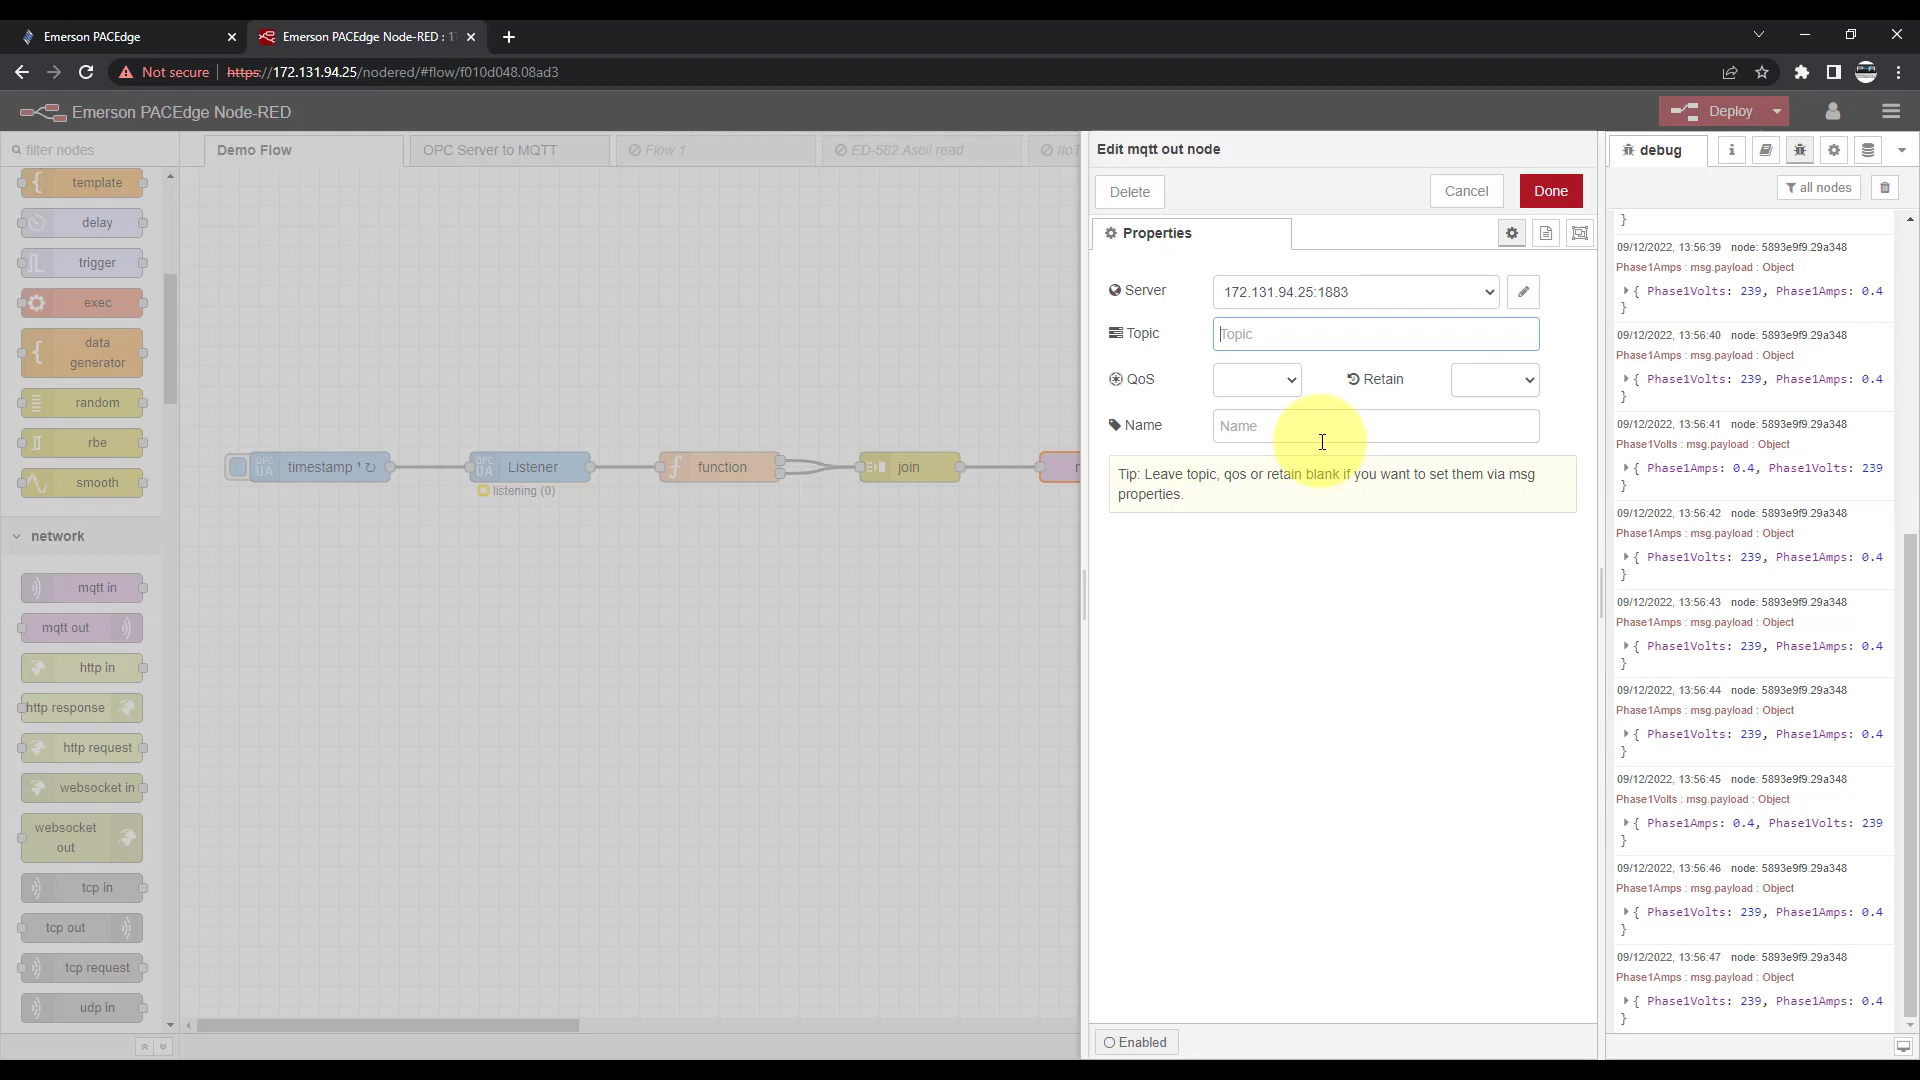 Emerson PACEdge
Emerson PACEdge Node-RED : 17
Not secure
https://172.131.94.25/nodered/#flow/f010d048.08ad3
Emerson PACEdge Node-RED
Deploy
filter nodes
template
delay
trigger
exec
data
generator
random
rbe
smooth
network
mqtt in
mqtt out
http in
http response
http request
websocket in
websocket
out
tcp in
tcp out
tcp request
udp in
Demo Flow
OPC Server to MQTT
Flow 1
ED-582 Ascii read
IIoT
OPC
UA
timestamp
OPC
UA
Listener
listening (0)
function
join
Edit mqtt out node
Delete
Cancel
Done
Properties
Server
172.131.94.25:1883
Topic
Topic
QoS
Retain
Name
Name
Tip: Leave topic, qos or retain blank if you want to set them via msg
properties.
Enabled
debug
all nodes
}
09/12/2022, 13:56:39 node: 5893e9f9.29a348
Phase1Amps : msg.payload : Object
{ Phase1Volts: 239, Phase1Amps: 0.4
}
09/12/2022, 13:56:40 node: 5893e9f9.29a348
Phase1Amps : msg.payload : Object
{ Phase1Volts: 239, Phase1Amps: 0.4
}
09/12/2022, 13:56:41 node: 5893e9f9.29a348
Phase1Volts : msg.payload : Object
{ Phase1Amps: 0.4, Phase1Volts: 239
}
09/12/2022, 13:56:42 node: 5893e9f9.29a348
Phase1Amps : msg.payload : Object
{ Phase1Volts: 239, Phase1Amps: 0.4
}
09/12/2022, 13:56:43 node: 5893e9f9.29a348
Phase1Amps : msg.payload : Object
{ Phase1Volts: 239, Phase1Amps: 0.4
}
09/12/2022, 13:56:44 node: 5893e9f9.29a348
Phase1Amps : msg.payload : Object
{ Phase1Volts: 239, Phase1Amps: 0.4
}
09/12/2022, 13:56:45 node: 5893e9f9.29a348
Phase1Volts : msg.payload : Object
{ Phase1Amps: 0.4, Phase1Volts: 239
}
09/12/2022, 13:56:46 node: 5893e9f9.29a348
Phase1Amps : msg.payload : Object
{ Phase1Volts: 239, Phase1Amps: 0.4
}
09/12/2022, 13:56:47 node: 5893e9f9.29a348
Phase1Amps : msg.payload : Object
{ Phase1Volts: 239, Phase1Amps: 0.4
}